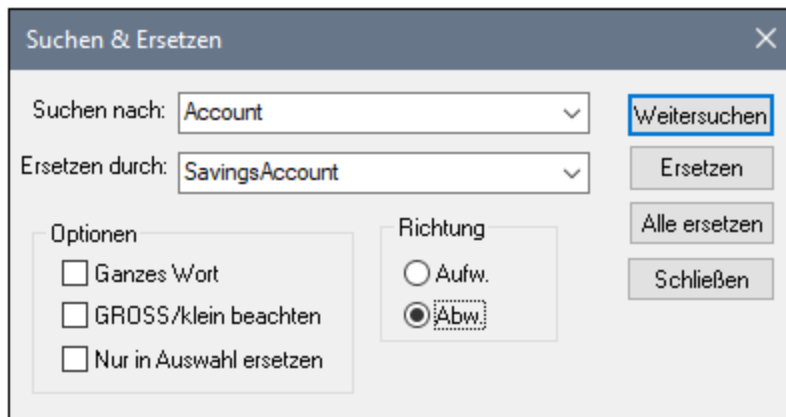 Suchen & Ersetzen
Suchen nach: Account
Weitersuchen
Ersetzen durch: SavingsAccount
Ersetzen
Alle ersetzen
Schließen
Optionen
Ganzes Wort
GROSS/klein beachten
Nur in Auswahl ersetzen
Richtung
Aufw.
Abw.